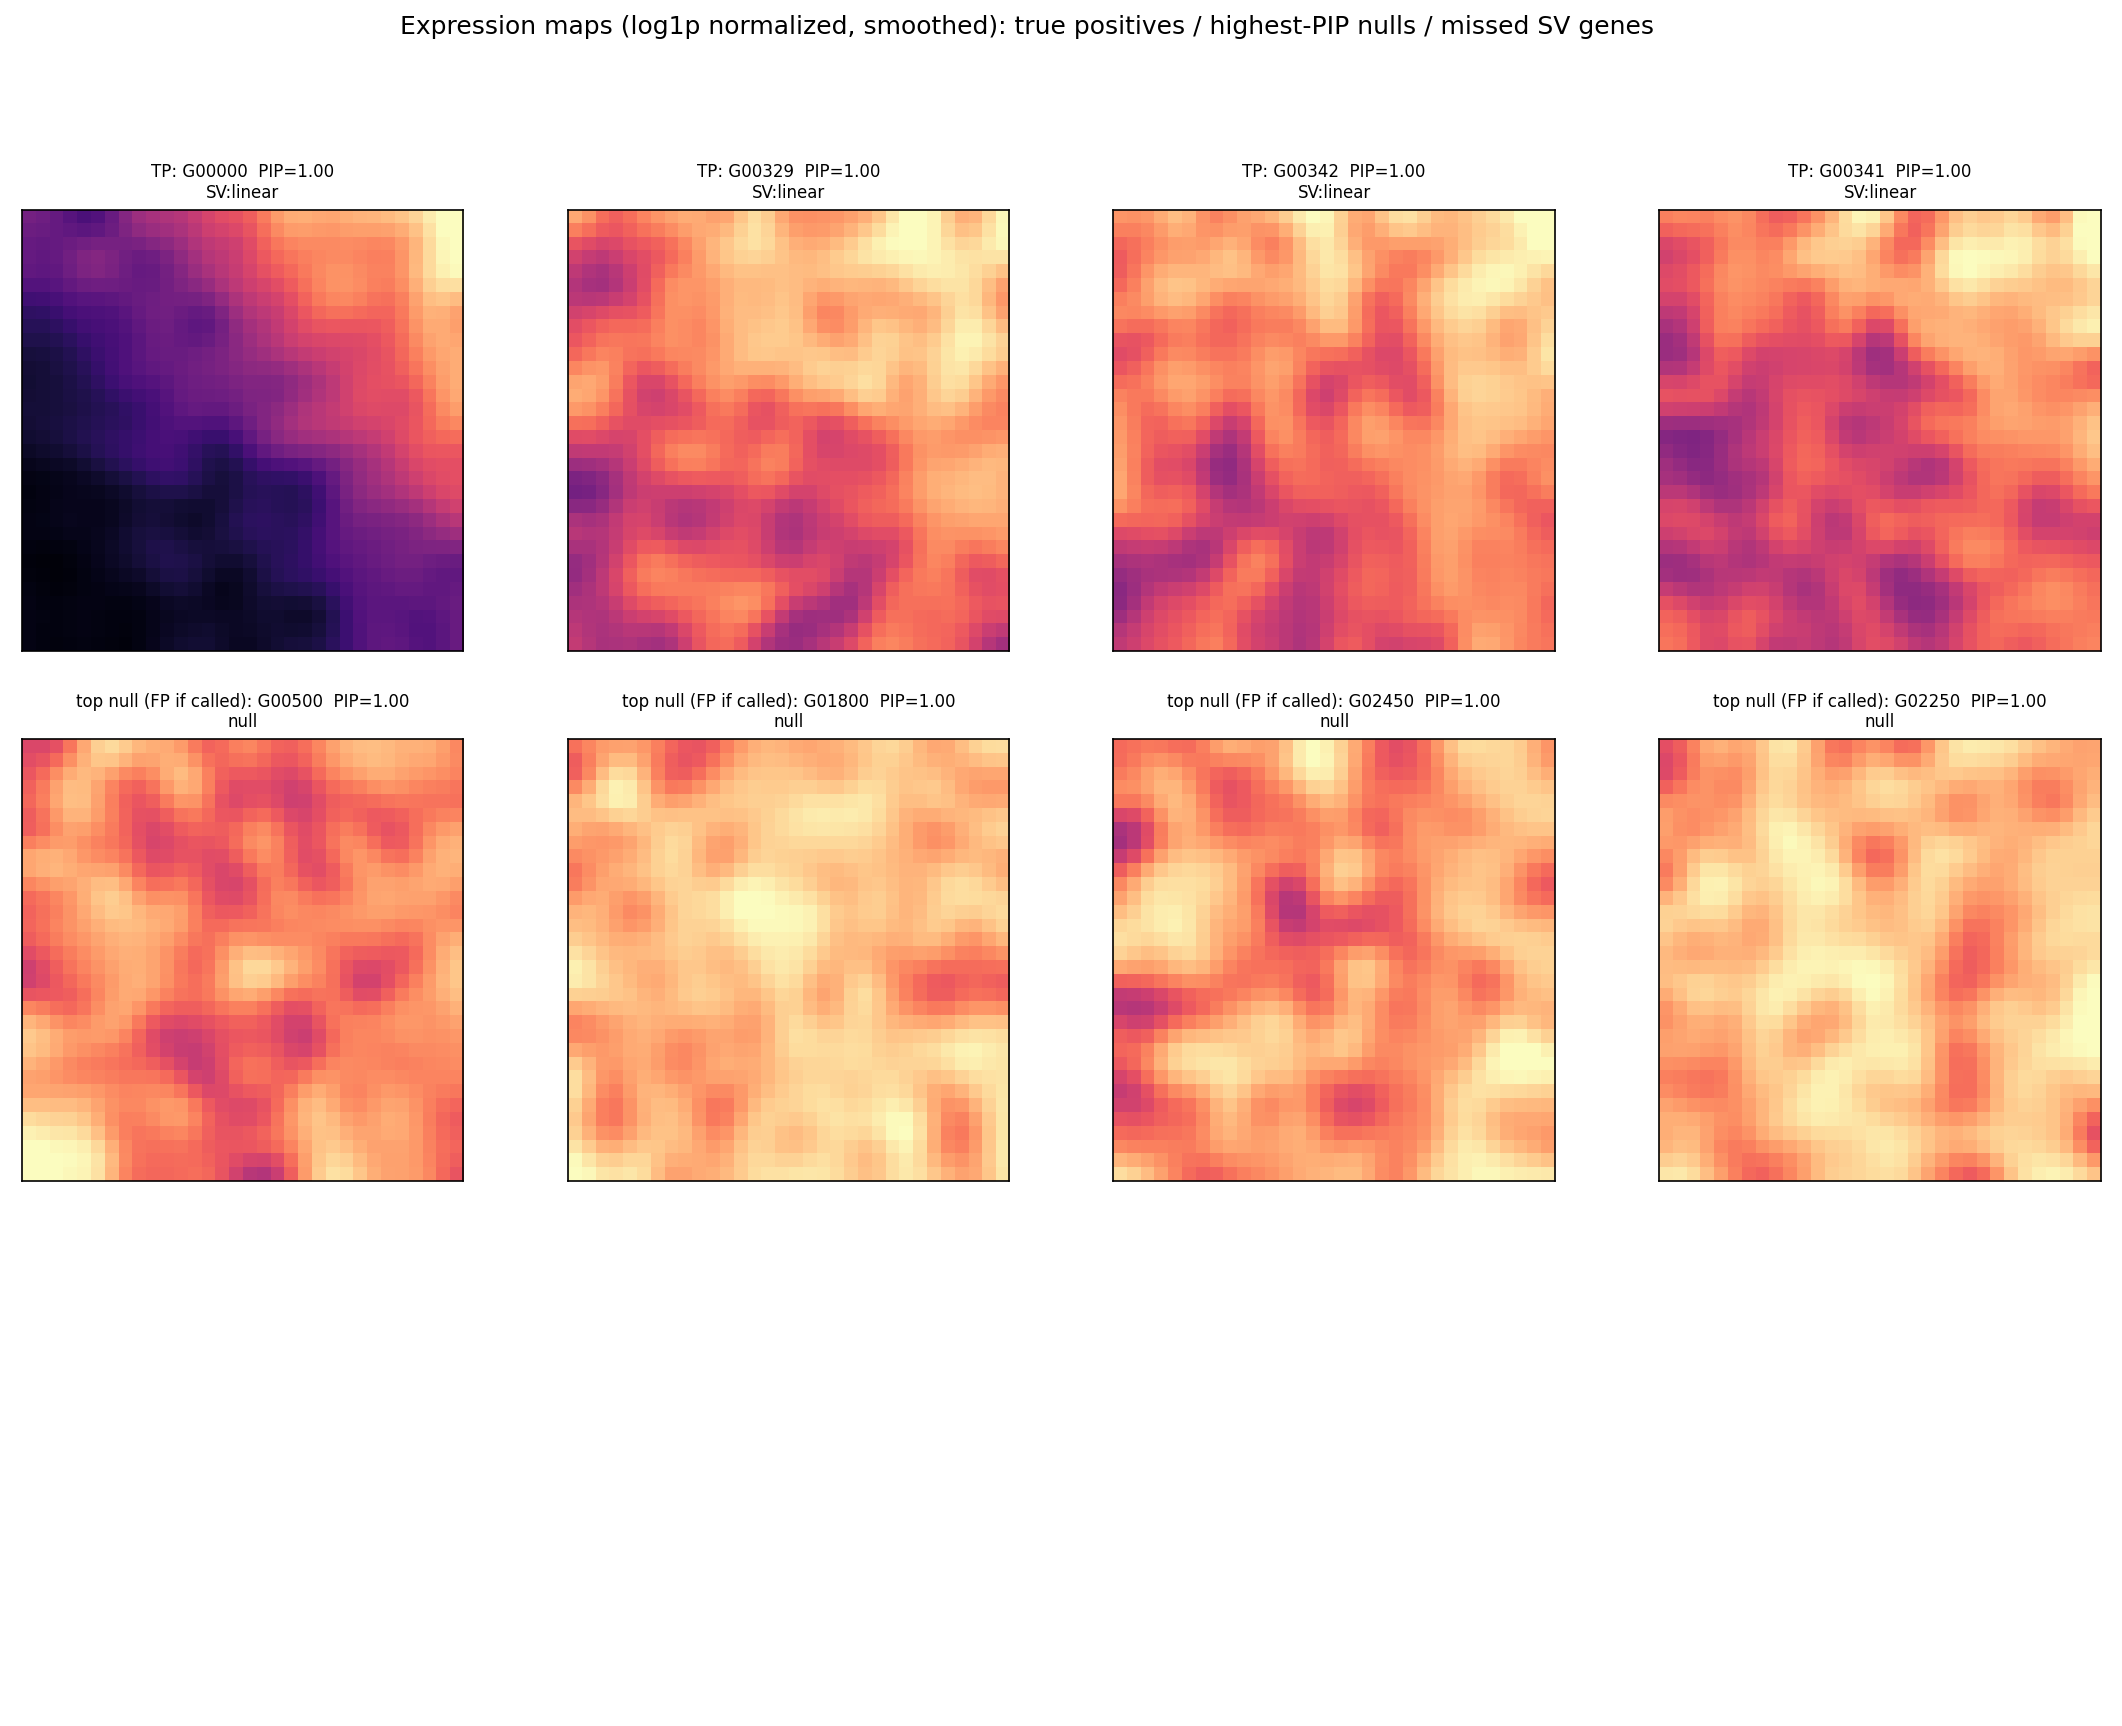 Expression maps (log1p normalized, smoothed): true positives / highest-PIP nulls / missed SV genes
TP: G00000  PIP=1.00
SV:linear
TP: G00329  PIP=1.00
SV:linear
TP: G00342  PIP=1.00
SV:linear
TP: G00341  PIP=1.00
SV:linear
top null (FP if called): G00500  PIP=1.00
null
top null (FP if called): G01800  PIP=1.00
null
top null (FP if called): G02450  PIP=1.00
null
top null (FP if called): G02250  PIP=1.00
null